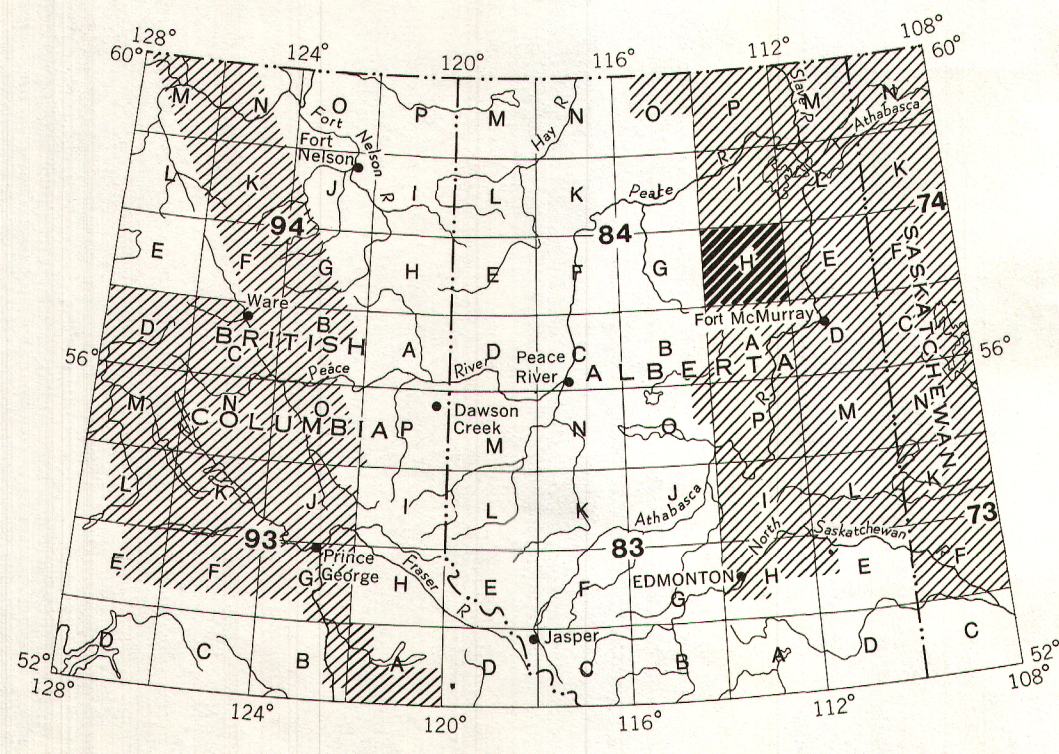 128° 124° 120° 116° 112° 108°
60° 60°
M N O P M N O P M N
Fort Nelson R
Hay R
Slave R
Athabasca
Fort
Nelson
L K J I L K I L K
Peace R
94 84 74
E F G H E F G H E F
Ware
Fort McMurray
D C B A D C B A D C
BRITISH
COLUMBIA
ALBERTA
SASKATCHEWAN
56° 56°
Peace River
Peace
River
Dawson
Creek
M N O P M N O P M N
R
L K J I L K J I L K
Athabasca
North Saskatchewan R
93 83 73
Prince
George
Fraser R
EDMONTON
E F G H E F G H E F
Jasper
D C B A D C B A D C
52° 52°
128° 124° 120° 116° 112° 108°